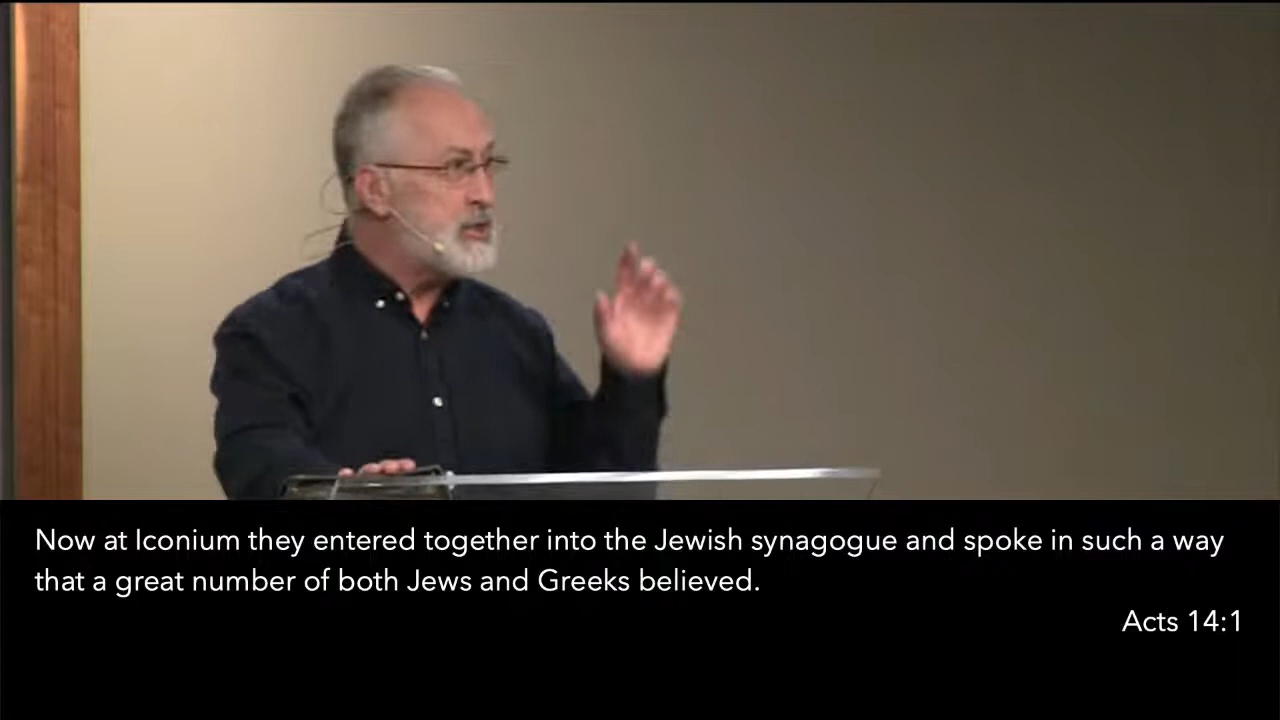 Now at Iconium they entered together into the Jewish synagogue and spoke in such a way
that a great number of both Jews and Greeks believed.
Acts 14:1